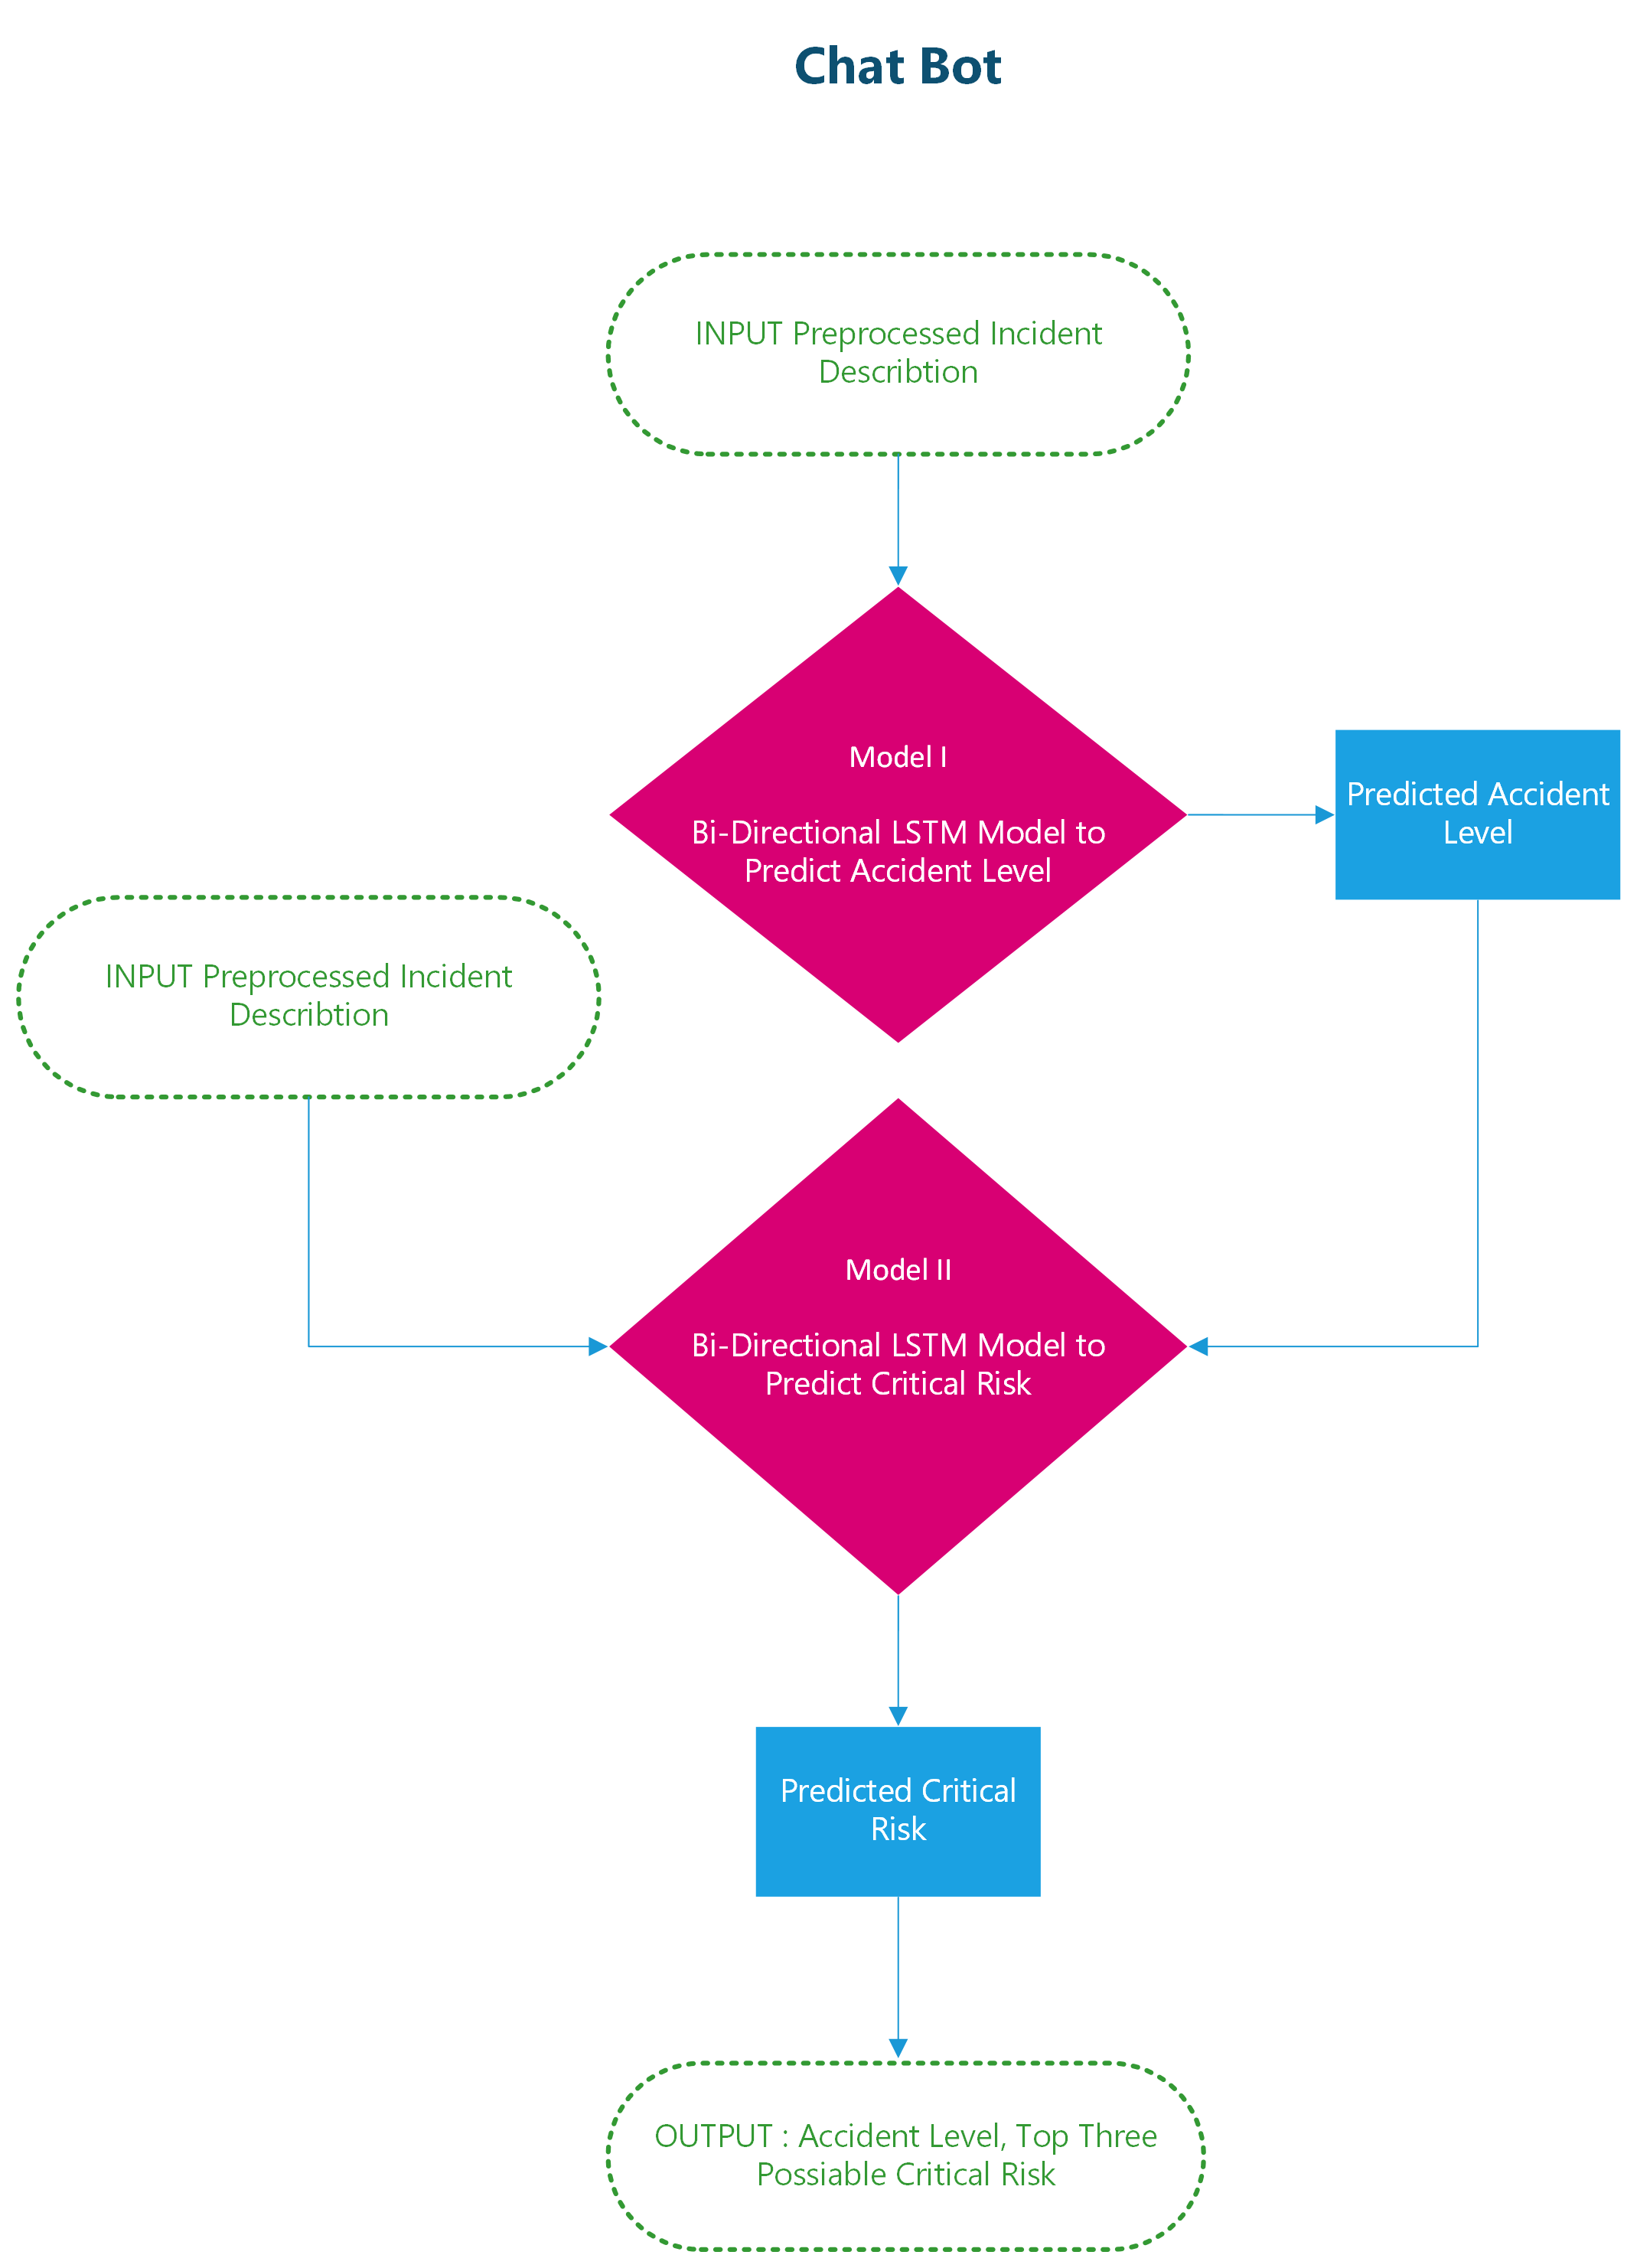 Chat Bot
INPUT Preprocessed Incident
Describtion
Model I
Bi-Directional LSTM Model to
Predict Accident Level
Predicted Accident
Level
INPUT Preprocessed Incident
Describtion
Model II
Bi-Directional LSTM Model to
Predict Critical Risk
Predicted Critical
Risk
OUTPUT : Accident Level, Top Three
Possiable Critical Risk